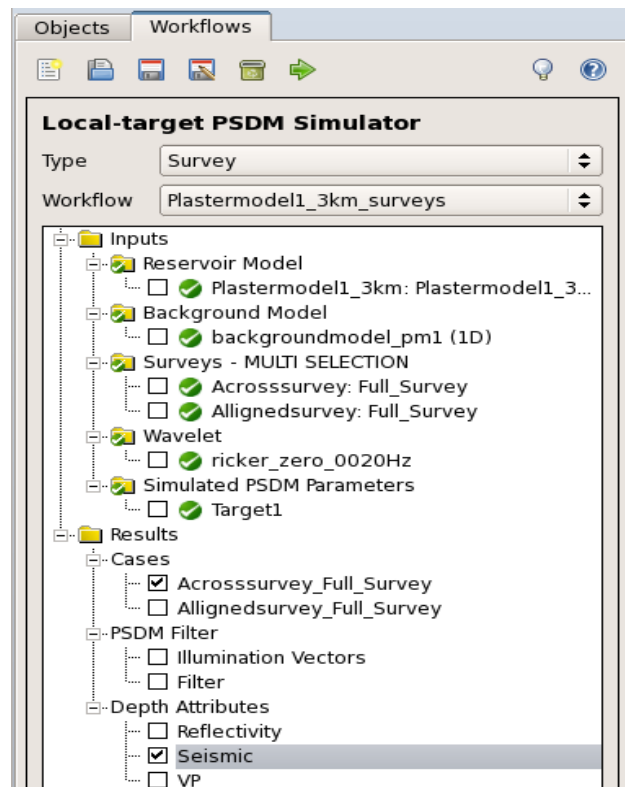 Objects Workflows
Local-target PSDM Simulator
Type Survey
Workflow Plastermodel1_3km_surveys
Inputs
Reservoir Model
Plastermodel1_3km: Plastermodel1_3...
Background Model
backgroundmodel_pm1 (1D)
Surveys - MULTI SELECTION
Acrosssurvey: Full_Survey
Allignedsurvey: Full_Survey
Wavelet
ricker_zero_0020Hz
Simulated PSDM Parameters
Target1
Results
Cases
Acrosssurvey_Full_Survey
Allignedsurvey_Full_Survey
PSDM Filter
Illumination Vectors
Filter
Depth Attributes
Reflectivity
Seismic
VP